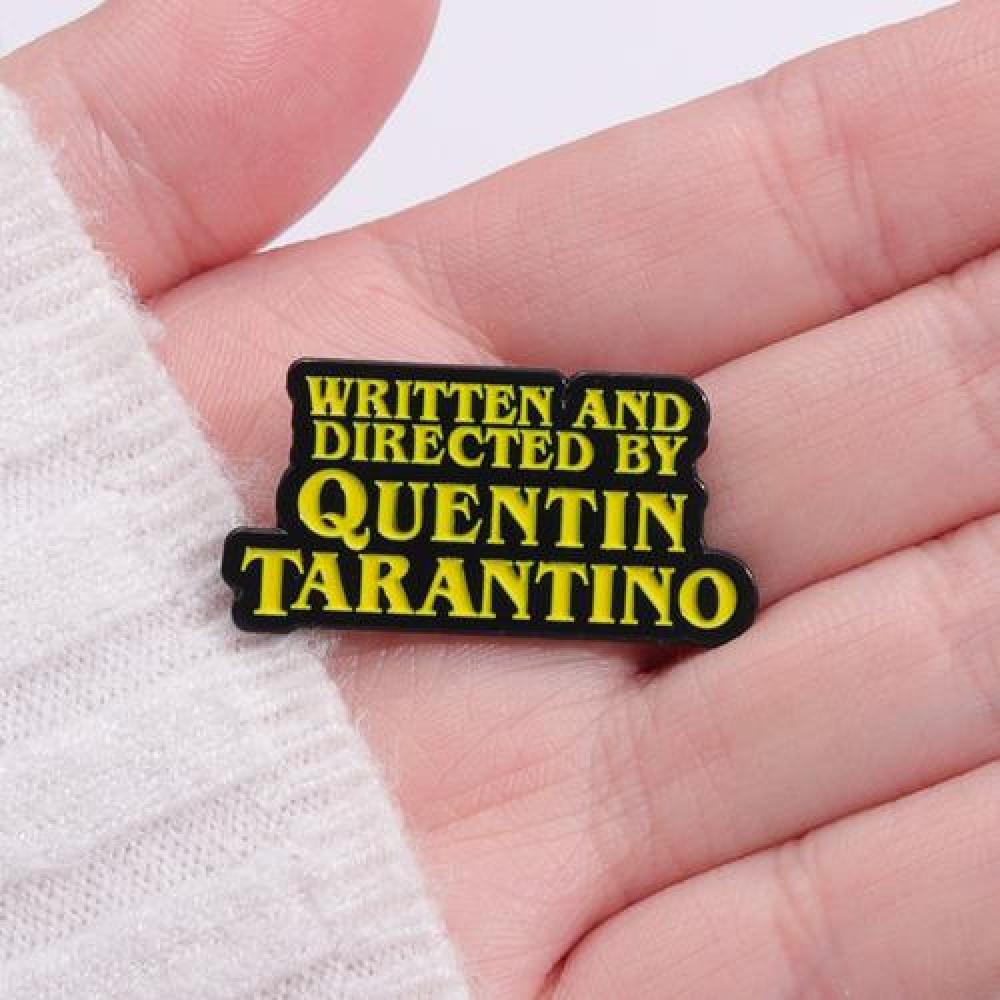 WRITTEN AND
DIRECTED BY
QUENTIN
TARANTINO